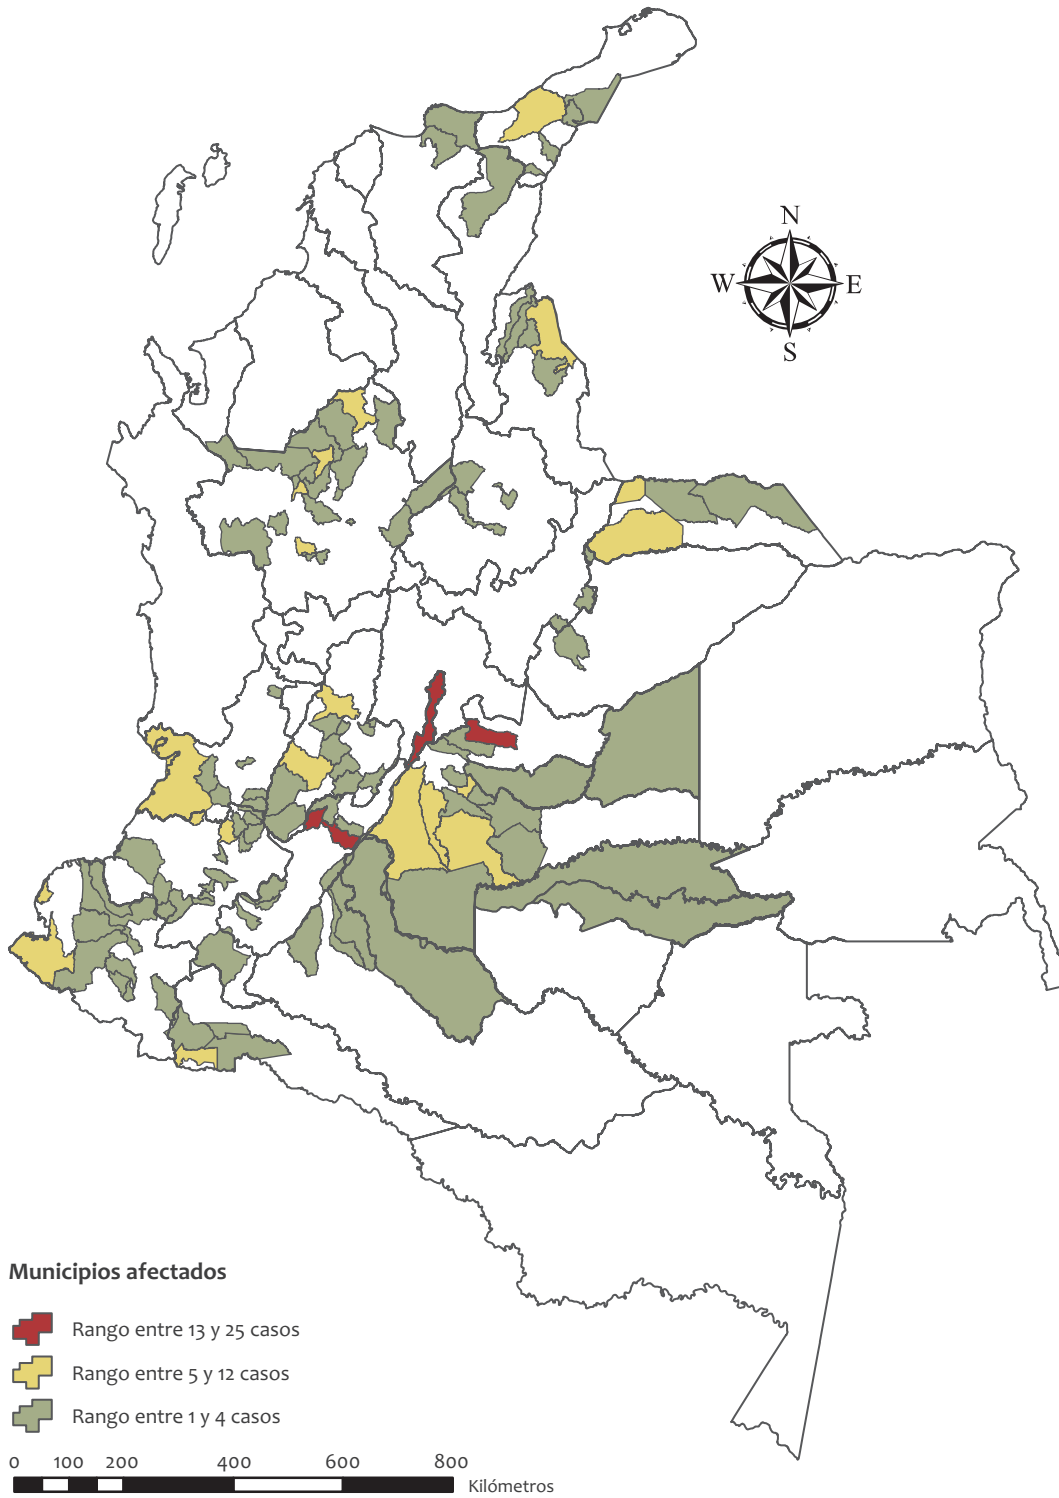 N
W E
S
Municipios afectados
Rango entre 13 y 25 casos
Rango entre 5 y 12 casos
Rango entre 1 y 4 casos
0 100 200 400 600 800
Kilómetros